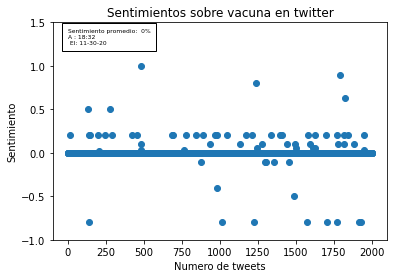 Sentimientos sobre vacuna en twitter
Sentimiento promedio: 0%
A : 18:32
El: 11-30-20
1.5
1.0
0.5
0.0
−0.5
−1.0
Sentimiento
0 250 500 750 1000 1250 1500 1750 2000
Numero de tweets